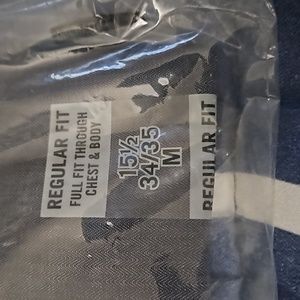 REGULAR FIT
FULL FIT THROUGH
CHEST & BODY
15½
34/35
M
REGULAR FIT